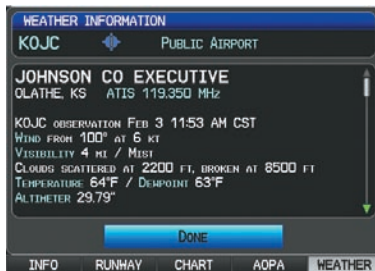 WEATHER INFORMATION
KOJC PUBLIC AIRPORT
JOHNSON CO EXECUTIVE
OLATHE, KS ATIS 119.350 MHz
KOJC OBSERVATION FEB 3 11:53 AM CST
WIND FROM 100° AT 6 KT
VISIBILITY 4 MI / MIST
CLOUDS SCATTERED AT 2200 FT, BROKEN AT 8500 FT
TEMPERATURE 64°F / DEWPOINT 63°F
ALTIMETER 29.79"
DONE
INFO RUNWAY CHART AOPA WEATHER